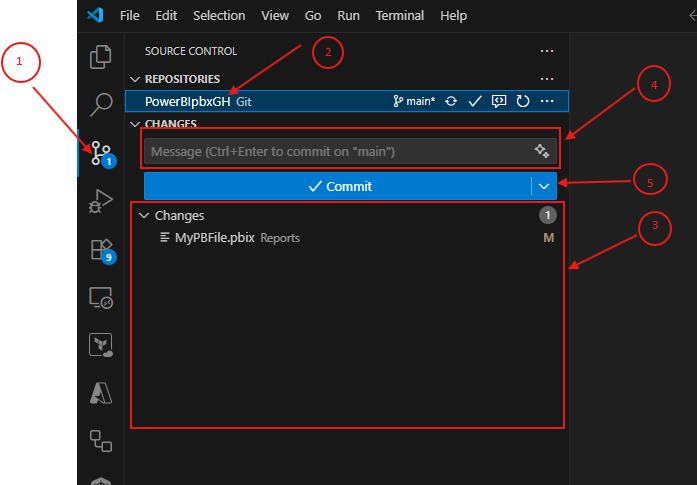 File Edit Selection View Go Run Terminal Help
SOURCE CONTROL
1
2
REPOSITORIES
PowerBIpbxGH Git main*
4
CHANGES
Message (Ctrl+Enter to commit on "main")
1
Commit
5
Changes 1
3
MyPBFile.pbix Reports M
9